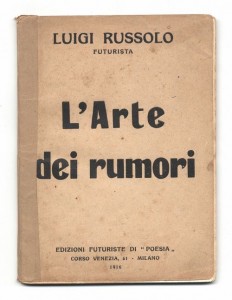 LUIGI RUSSOLO
FUTURISTA
L'Arte
dei rumori
EDIZIONI FUTURISTE DI "POESIA„
CORSO VENEZIA, 61 - MILANO
1916